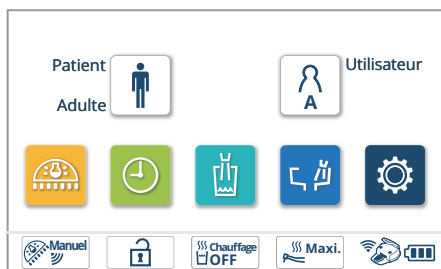 Patient
Adulte
Utilisateur
A
Manuel
Chauffage
OFF
Maxi.